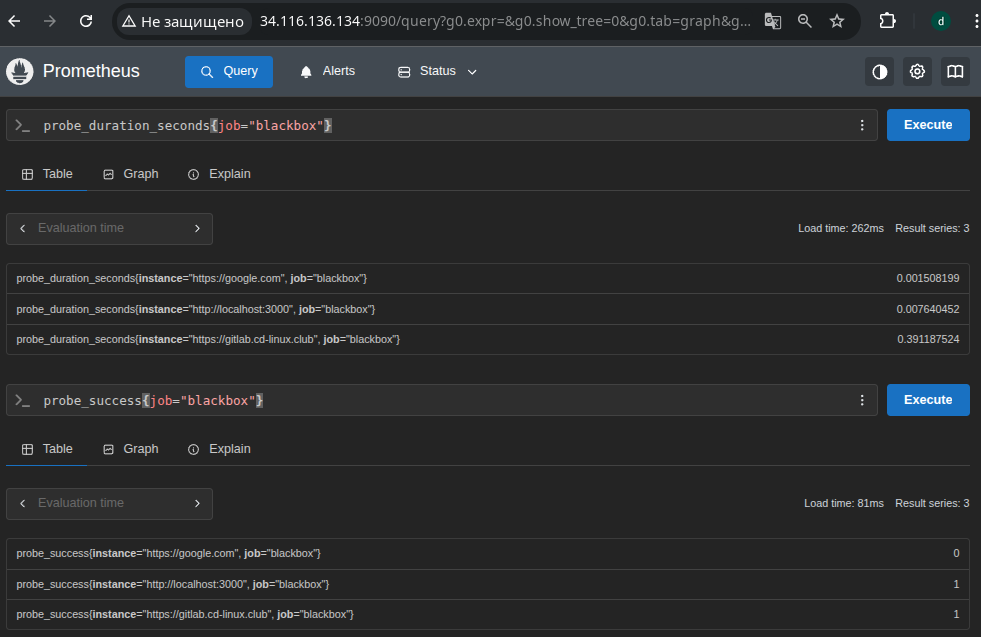 Не защищено 34.116.136.134:9090/query?g0.expr=&g0.show_tree=0&g0.tab=graph&g... d
Prometheus Query Alerts Status
>_ probe_duration_seconds{job="blackbox"} Execute
Table Graph Explain
Evaluation time Load time: 262ms Result series: 3
probe_duration_seconds{instance="https://google.com", job="blackbox"} 0.001508199
probe_duration_seconds{instance="http://localhost:3000", job="blackbox"} 0.007640452
probe_duration_seconds{instance="https://gitlab.cd-linux.club", job="blackbox"} 0.391187524
>_ probe_success{job="blackbox"} Execute
Table Graph Explain
Evaluation time Load time: 81ms Result series: 3
probe_success{instance="https://google.com", job="blackbox"} 0
probe_success{instance="http://localhost:3000", job="blackbox"} 1
probe_success{instance="https://gitlab.cd-linux.club", job="blackbox"} 1